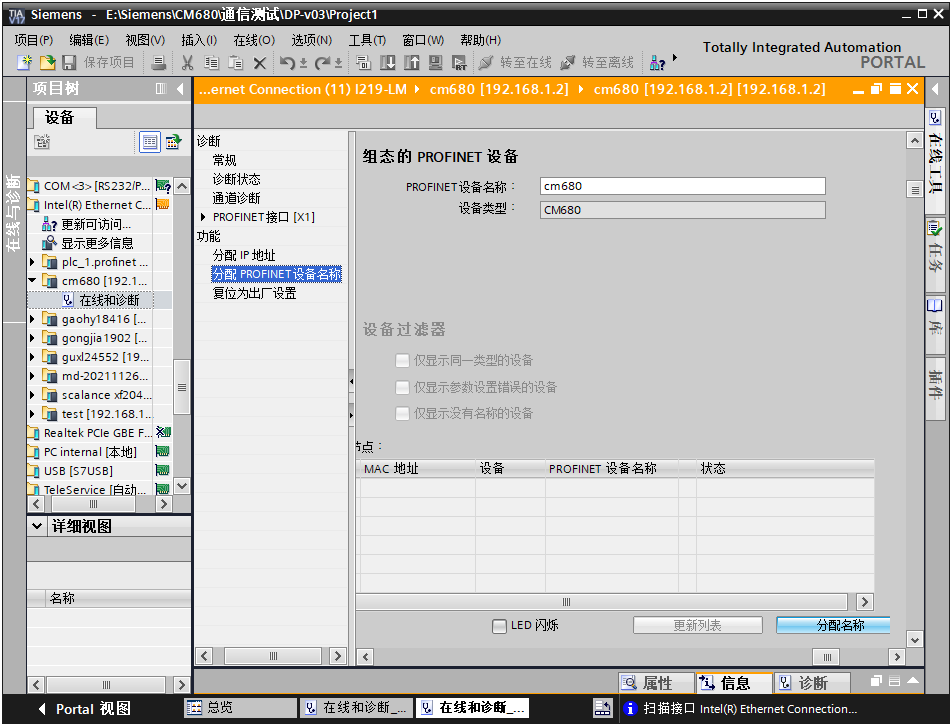 Siemens - E:\Siemens\CM680\通信测试\DP-v03\Project1
项目(P) 编辑(E) 视图(V) 插入(I) 在线(O) 选项(N) 工具(T) 窗口(W) 帮助(H)
Totally Integrated Automation
PORTAL
保存项目 转至在线 转至离线
项目树
...ernet Connection (11) I219-LM cm680 [192.168.1.2] cm680 [192.168.1.2] [192.168.1.2]
设备
在线与诊断
COM <3> [RS232/P...
Intel(R) Ethernet C...
更新可访问...
显示更多信息
plc_1.profinet ...
cm680 [192.1...
在线和诊断
gaohy18416 [...
gongjia1902 [...
guxl24552 [19...
md-20211126...
scalance xf204...
test [192.168.1...
Realtek PCIe GBE F...
PC internal [本地]
USB [S7USB]
TeleService [自动...
详细视图
名称
诊断
常规
诊断状态
通道诊断
PROFINET接口 [X1]
功能
分配 IP 地址
分配 PROFINET设备名称
复位为出厂设置
组态的 PROFINET 设备
PROFINET设备名称： cm680
设备类型： CM680
设备过滤器
仅显示同一类型的设备
仅显示参数设置错误的设备
仅显示没有名称的设备
节点：
MAC 地址 设备 PROFINET 设备名称 状态
LED 闪烁 更新列表 分配名称
在线工具
任务
库
插件
属性 信息 诊断
Portal 视图 总览 在线和诊断_... 在线和诊断_... 扫描接口 Intel(R) Ethernet Connection...